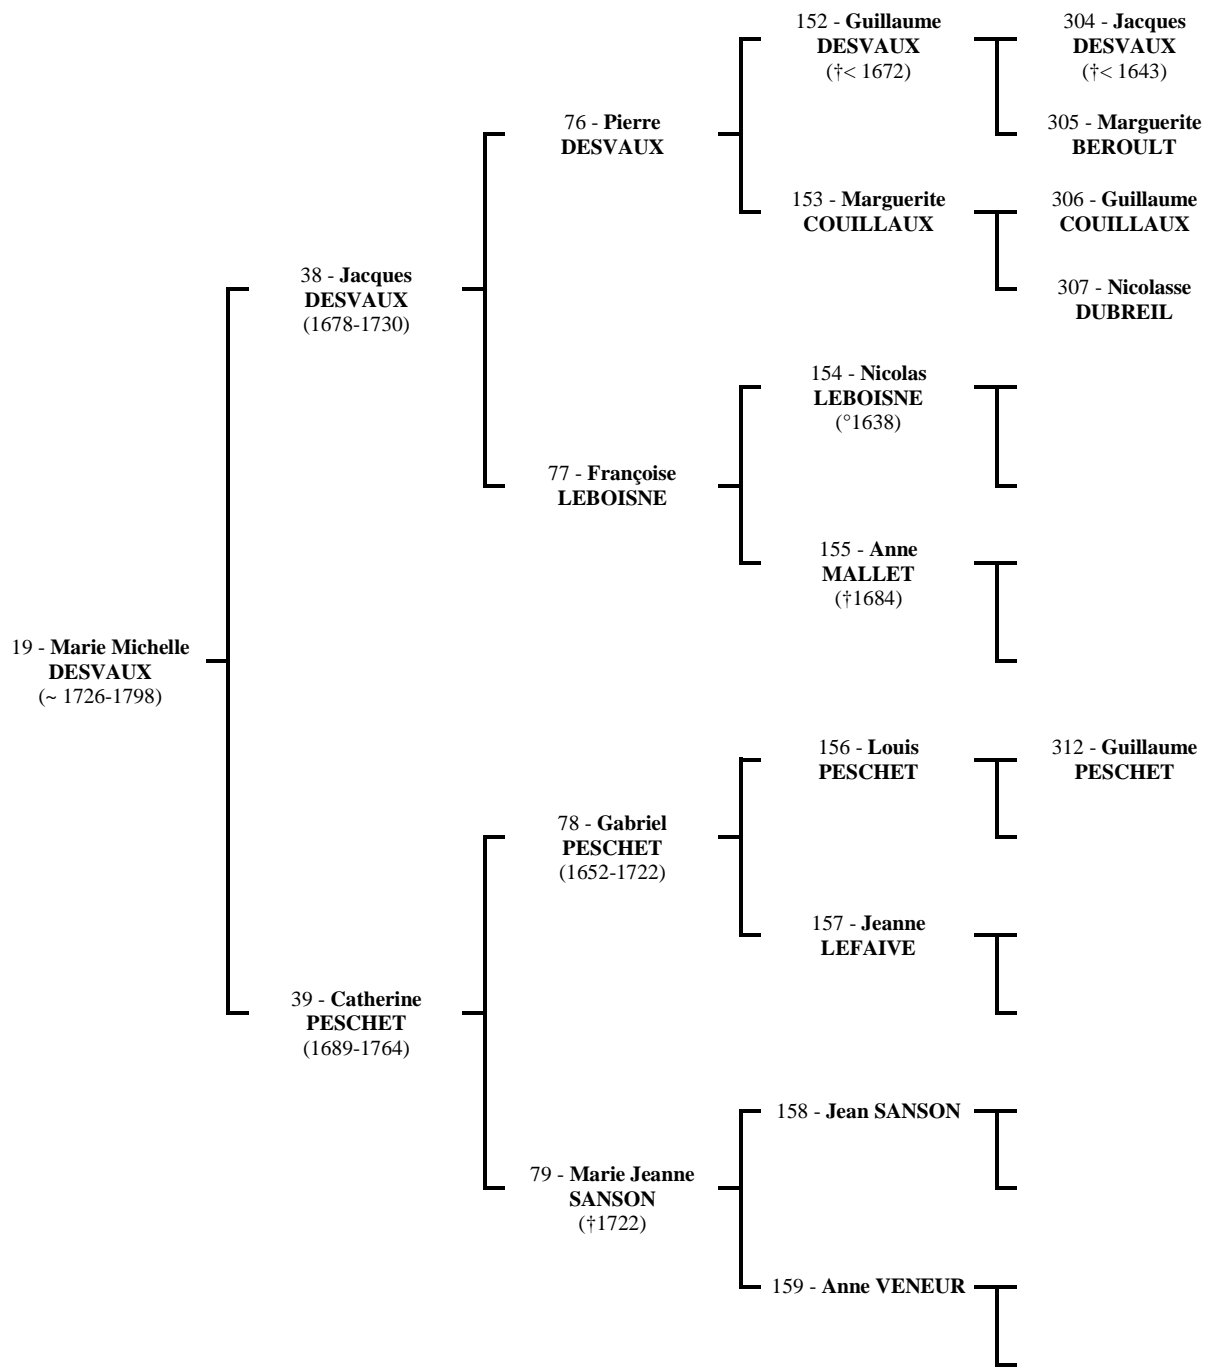 152 - Guillaume
DESVAUX
(†< 1672)
304 - Jacques
DESVAUX
(†< 1643)
76 - Pierre
DESVAUX
305 - Marguerite
BEROULT
153 - Marguerite
COUILLAUX
306 - Guillaume
COUILLAUX
38 - Jacques
DESVAUX
(1678-1730)
307 - Nicolasse
DUBREIL
154 - Nicolas
LEBOISNE
(°1638)
77 - Françoise
LEBOISNE
155 - Anne
MALLET
(†1684)
19 - Marie Michelle
DESVAUX
(~ 1726-1798)
156 - Louis
PESCHET
312 - Guillaume
PESCHET
78 - Gabriel
PESCHET
(1652-1722)
157 - Jeanne
LEFAIVE
39 - Catherine
PESCHET
(1689-1764)
158 - Jean SANSON
79 - Marie Jeanne
SANSON
(†1722)
159 - Anne VENEUR